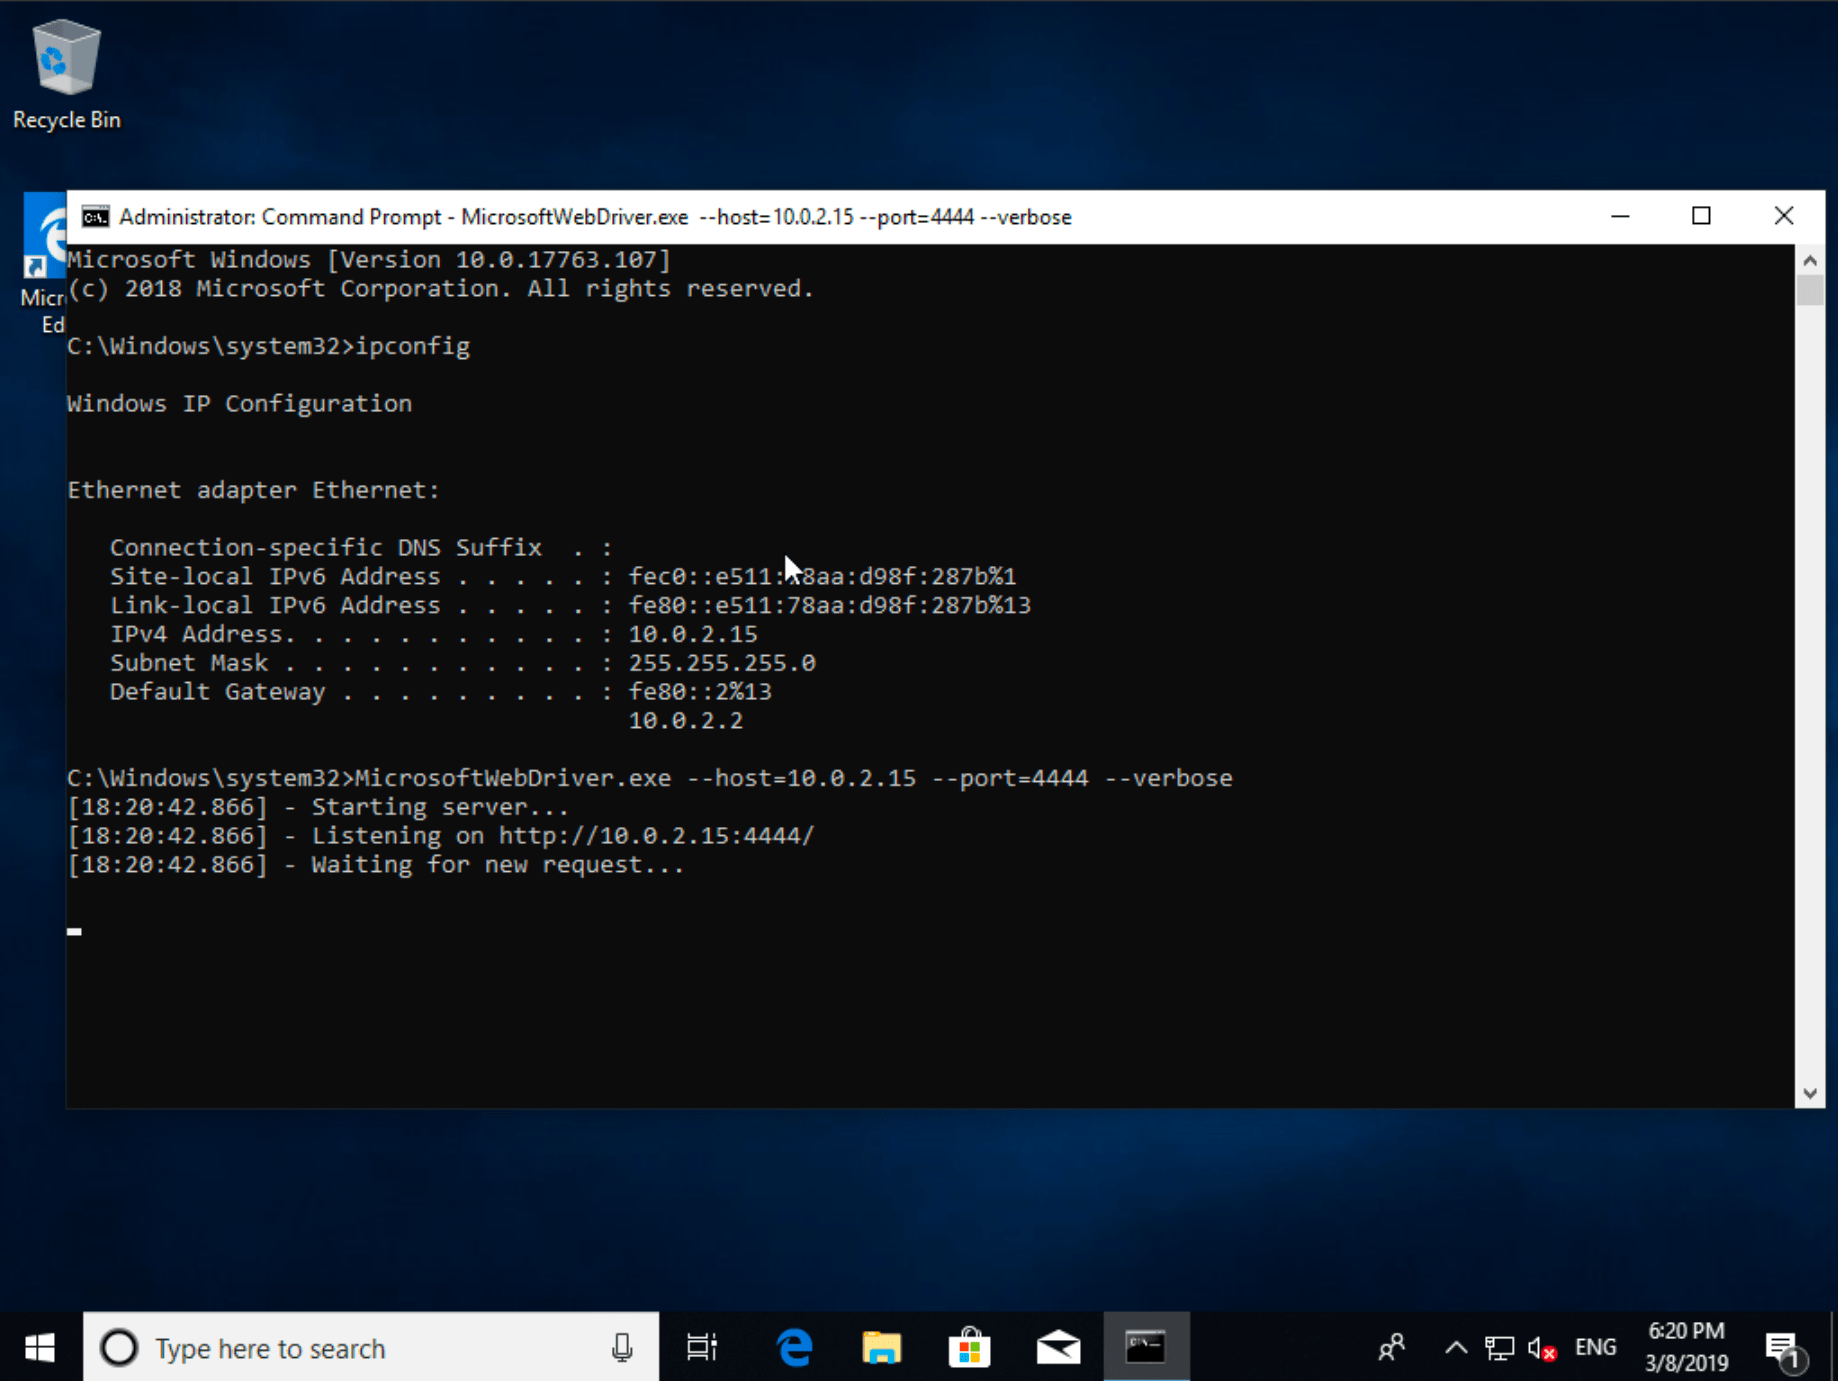 Recycle Bin
Micr
Ed
Administrator: Command Prompt - MicrosoftWebDriver.exe --host=10.0.2.15 --port=4444 --verbose
Microsoft Windows [Version 10.0.17763.107]
(c) 2018 Microsoft Corporation. All rights reserved.
C:\Windows\system32>ipconfig
Windows IP Configuration
Ethernet adapter Ethernet:
Connection-specific DNS Suffix . :
Site-local IPv6 Address . . . . . : fec0::e511:78aa:d98f:287b%1
Link-local IPv6 Address . . . . . : fe80::e511:78aa:d98f:287b%13
IPv4 Address. . . . . . . . . . . : 10.0.2.15
Subnet Mask . . . . . . . . . . . : 255.255.255.0
Default Gateway . . . . . . . . . : fe80::2%13
10.0.2.2
C:\Windows\system32>MicrosoftWebDriver.exe --host=10.0.2.15 --port=4444 --verbose
[18:20:42.866] - Starting server...
[18:20:42.866] - Listening on http://10.0.2.15:4444/
[18:20:42.866] - Waiting for new request...
Type here to search
ENG
6:20 PM
3/8/2019
1